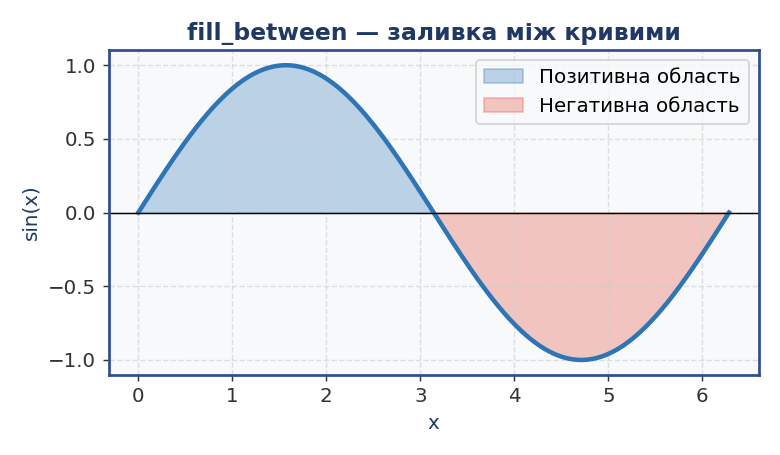 fill_between — заливка між кривими
Позитивна область
Негативна область
1.0
0.5
0.0
−0.5
−1.0
sin(x)
0 1 2 3 4 5 6
x